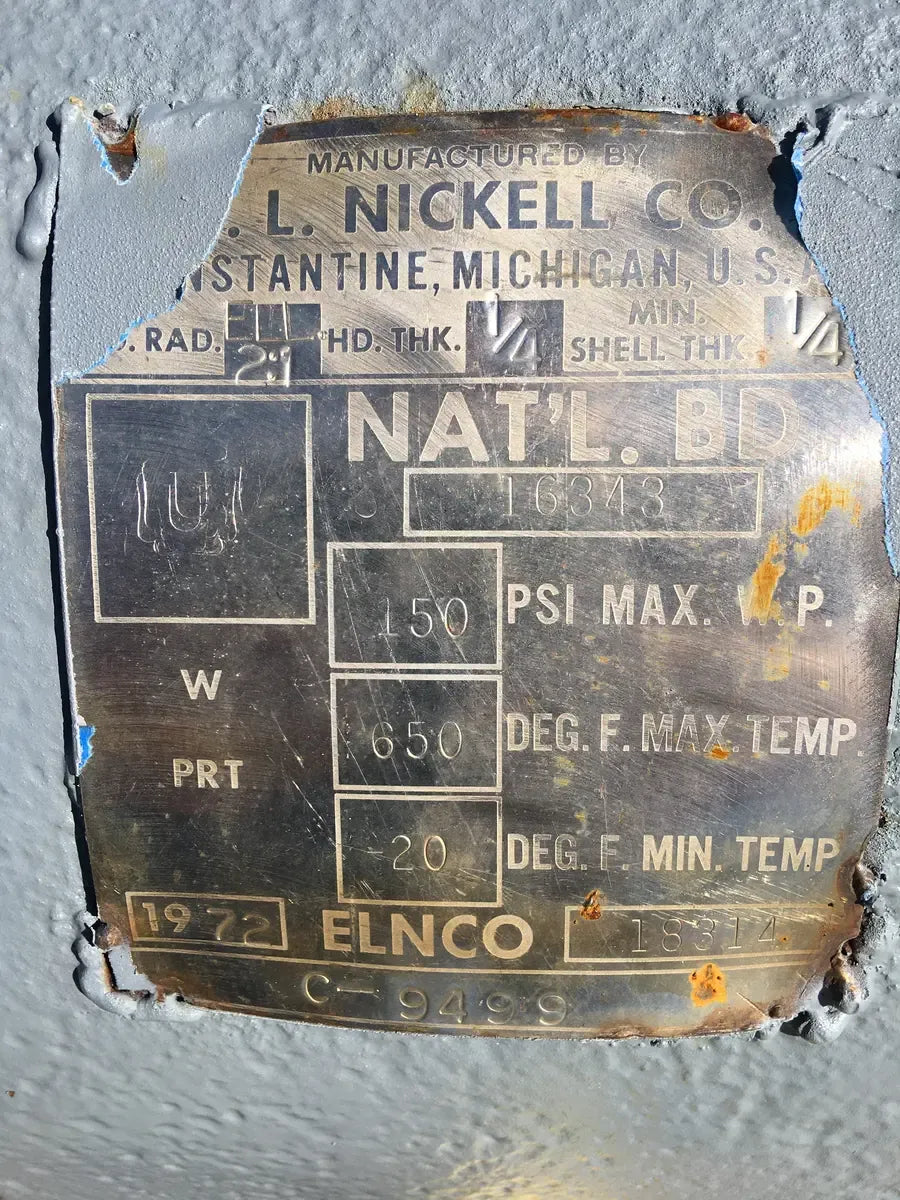 MANUFACTURED BY
. L. NICKELL CO.
NSTANTINE, MICHIGAN, U.S.A
. RAD. ELL 2:1 HD. THK. 1/4 MIN. SHELL THK 1/4
NAT'L. BD
U 16343
150 PSI MAX. W.P.
W
650 DEG. F. MAX. TEMP.
PRT
-20 DEG. F. MIN. TEMP
1972 ELNCO 18314
C- 9499